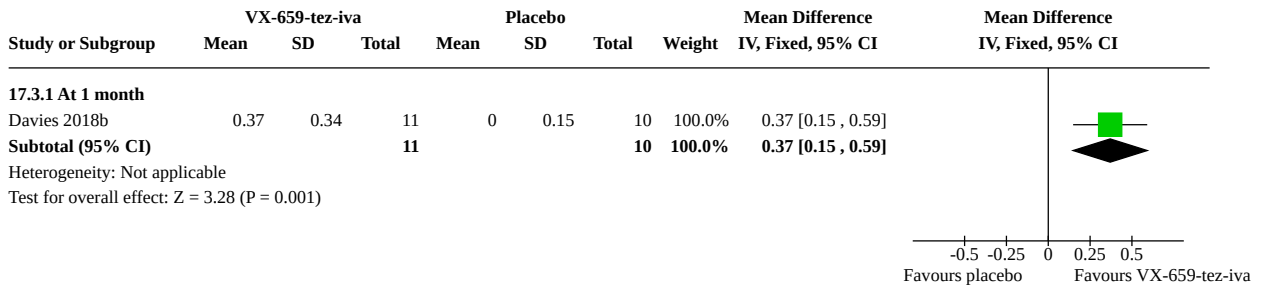 VX-659-tez-iva Placebo Mean Difference Mean Difference
Study or Subgroup Mean SD Total Mean SD Total Weight IV, Fixed, 95% CI IV, Fixed, 95% CI
17.3.1 At 1 month
Davies 2018b 0.37 0.34 11 0 0.15 10 100.0% 0.37 [0.15 , 0.59]
Subtotal (95% CI) 11 10 100.0% 0.37 [0.15 , 0.59]
Heterogeneity: Not applicable
Test for overall effect: Z = 3.28 (P = 0.001)
-0.5 -0.25 0 0.25 0.5
Favours placebo Favours VX-659-tez-iva